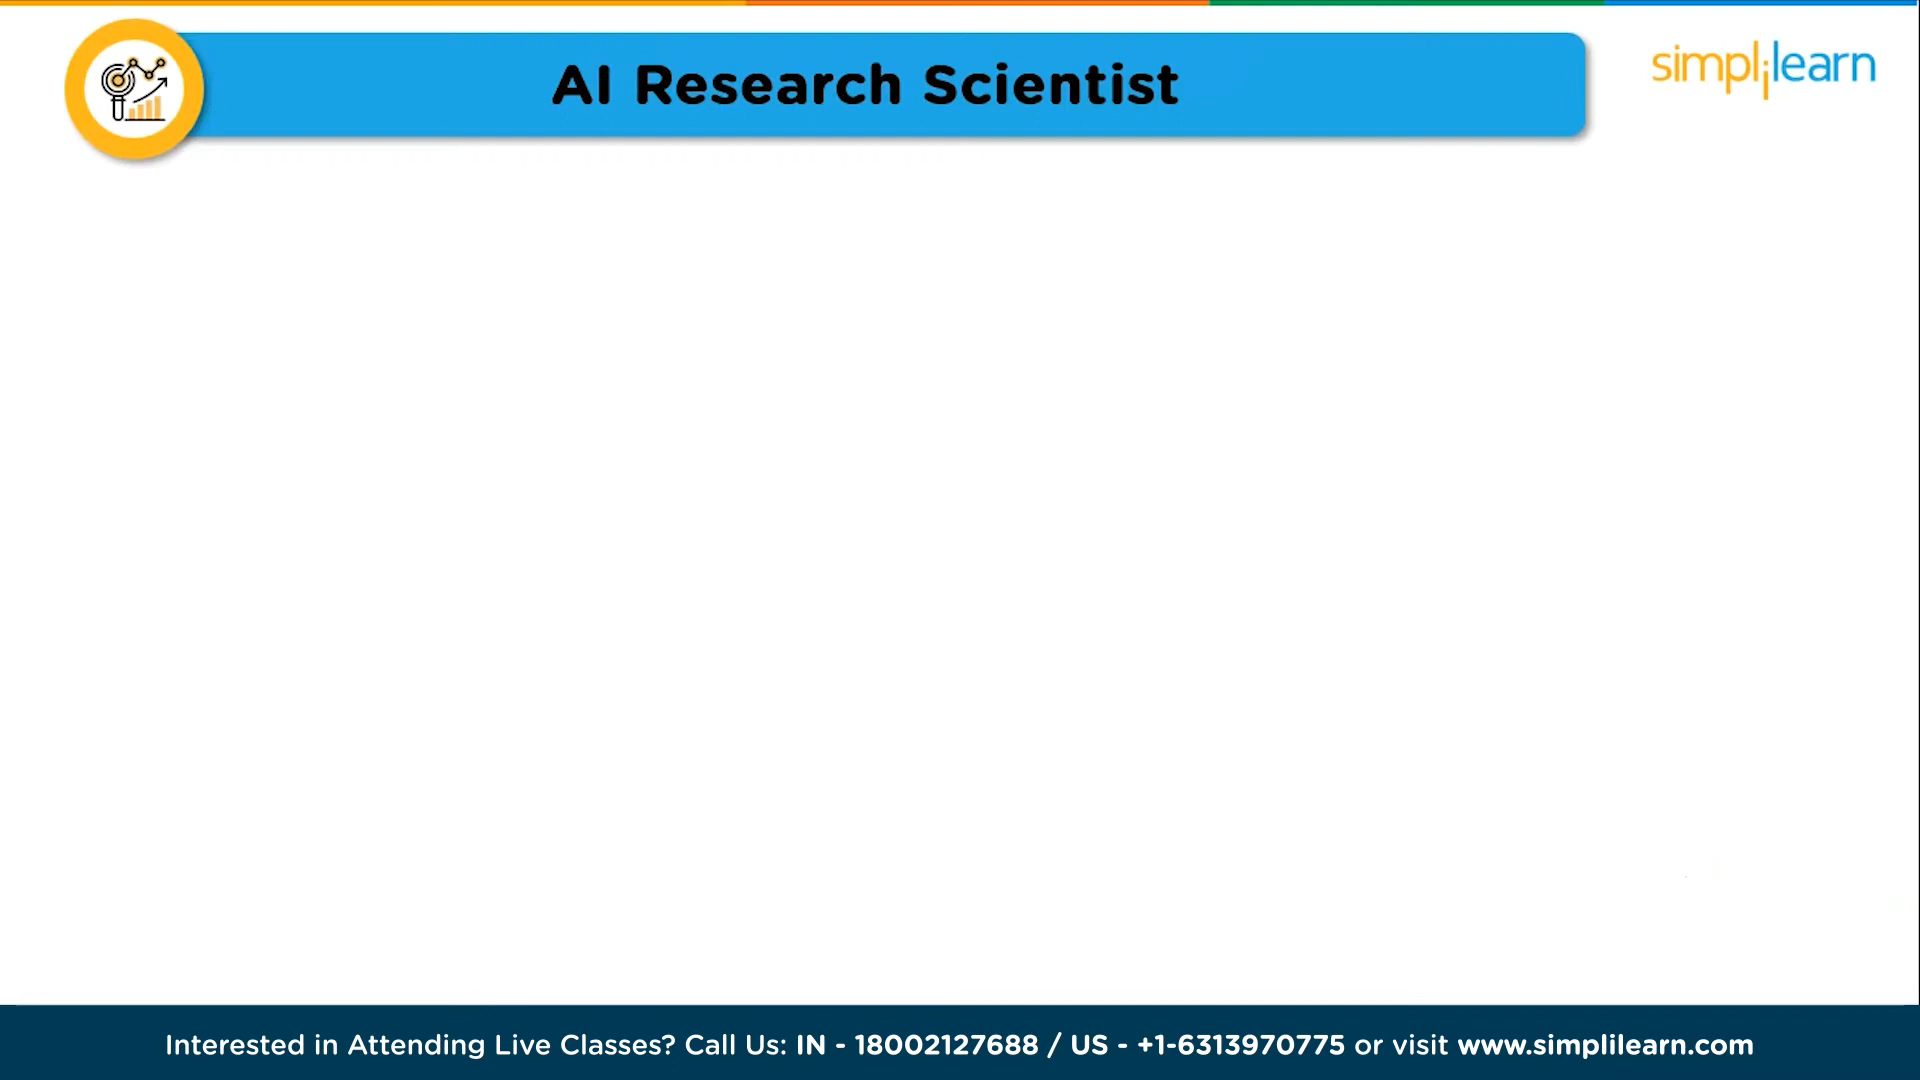 AI Research Scientist
simplilearn
Interested in Attending Live Classes? Call Us: IN - 18002127688 / US - +1-6313970775 or visit www.simplilearn.com